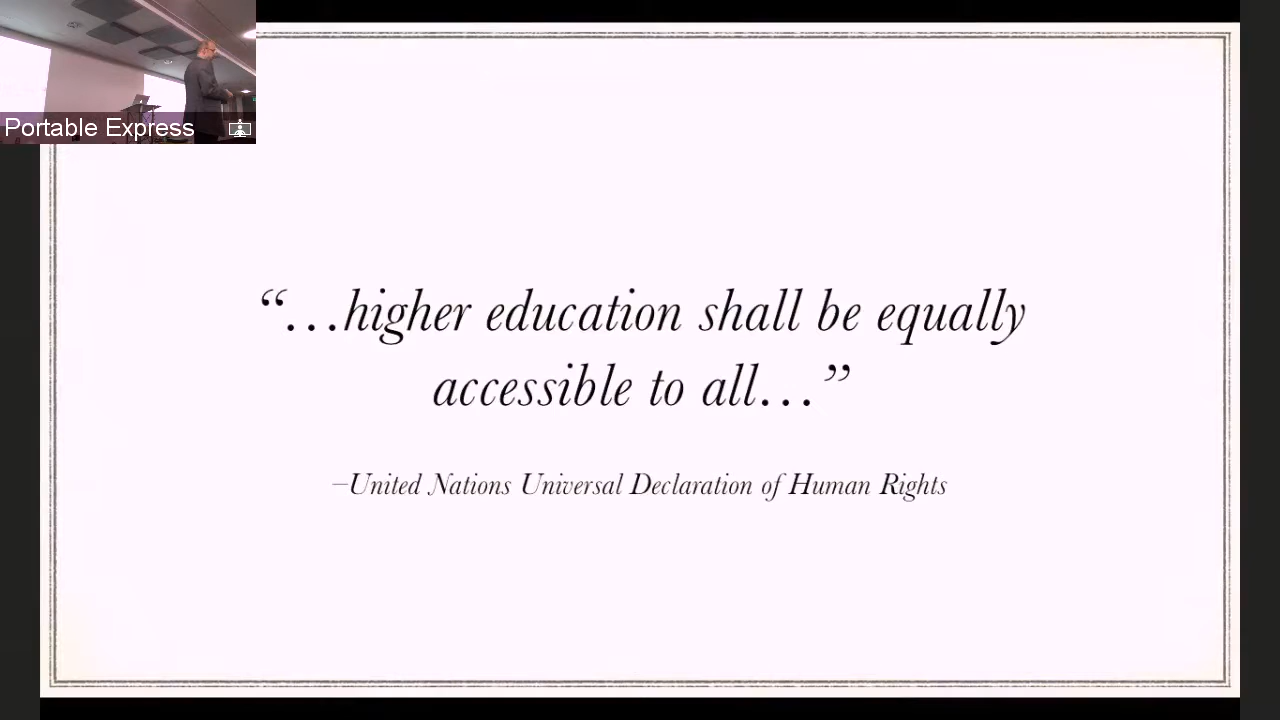 Portable Express
“…higher education shall be equally
accessible to all…”
–United Nations Universal Declaration of Human Rights